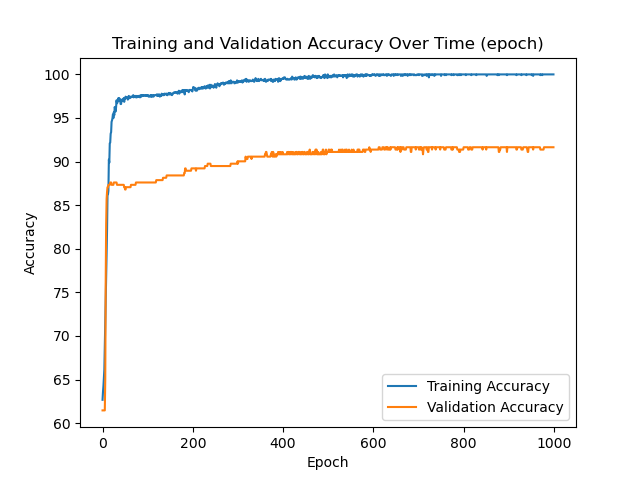 Training and Validation Accuracy Over Time (epoch)
100
95
90
85
80
75
70
65
60
Accuracy
Training Accuracy
Validation Accuracy
0 200 400 600 800 1000
Epoch